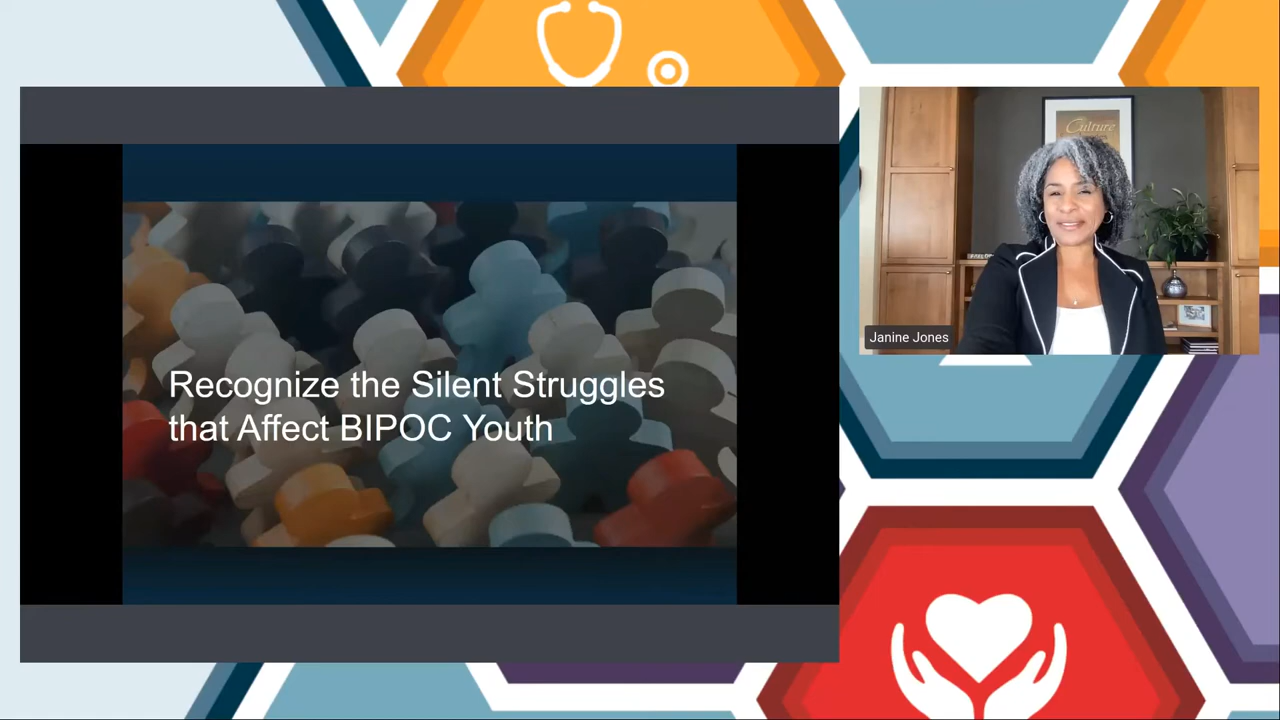 Recognize the Silent Struggles
that Affect BIPOC Youth
Culture
Janine Jones